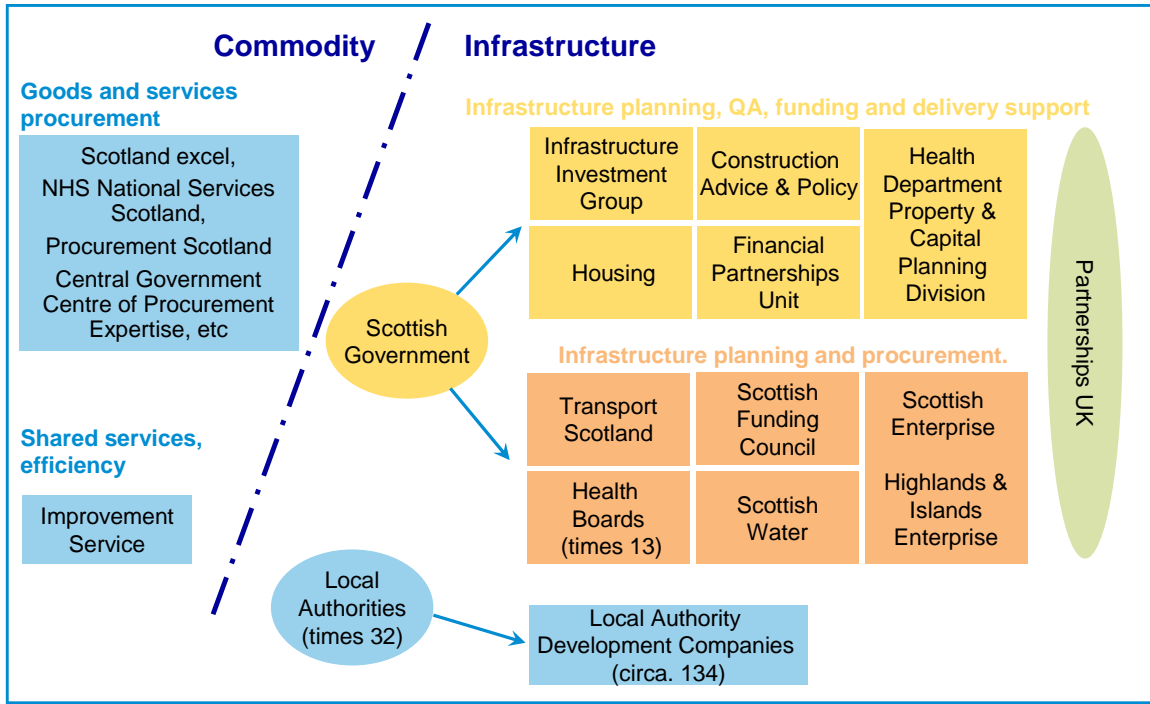 Commodity
Infrastructure
Goods and services
procurement
Scotland excel,
NHS National Services
Scotland,
Procurement Scotland
Central Government
Centre of Procurement
Expertise, etc
Shared services,
efficiency
Improvement
Service
Scottish
Government
Local
Authorities
(times 32)
Infrastructure planning, QA, funding and delivery support
Infrastructure
Investment
Group
Construction
Advice & Policy
Health
Department
Property &
Capital
Planning
Division
Housing
Financial
Partnerships
Unit
Infrastructure planning and procurement.
Transport
Scotland
Scottish
Funding
Council
Scottish
Enterprise
Health
Boards
(times 13)
Scottish
Water
Highlands &
Islands
Enterprise
Local Authority
Development Companies
(circa. 134)
Partnerships UK